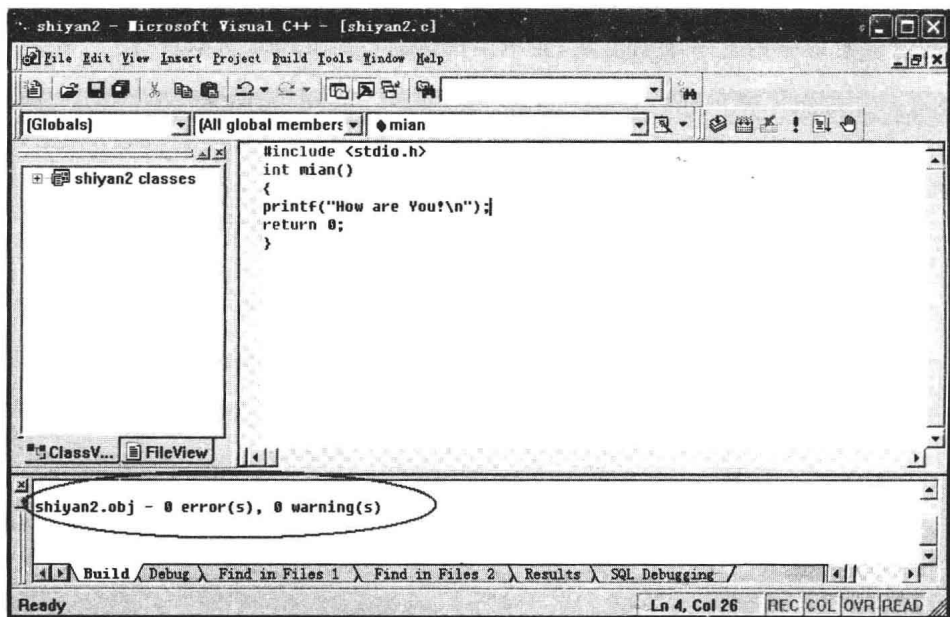 shiyan2 - Microsoft Visual C++ - [shiyan2.c]
File Edit View Insert Project Build Tools Window Help
(Globals) (All global members mian
shiyan2 classes
#include <stdio.h>
int mian()
{
printf("How are You!\n");
return 0;
}
ClassV... FileView
shiyan2.obj - 0 error(s), 0 warning(s)
Build Debug Find in Files 1 Find in Files 2 Results SQL Debugging
Ready Ln 4, Col 26 REC COL OVR READ